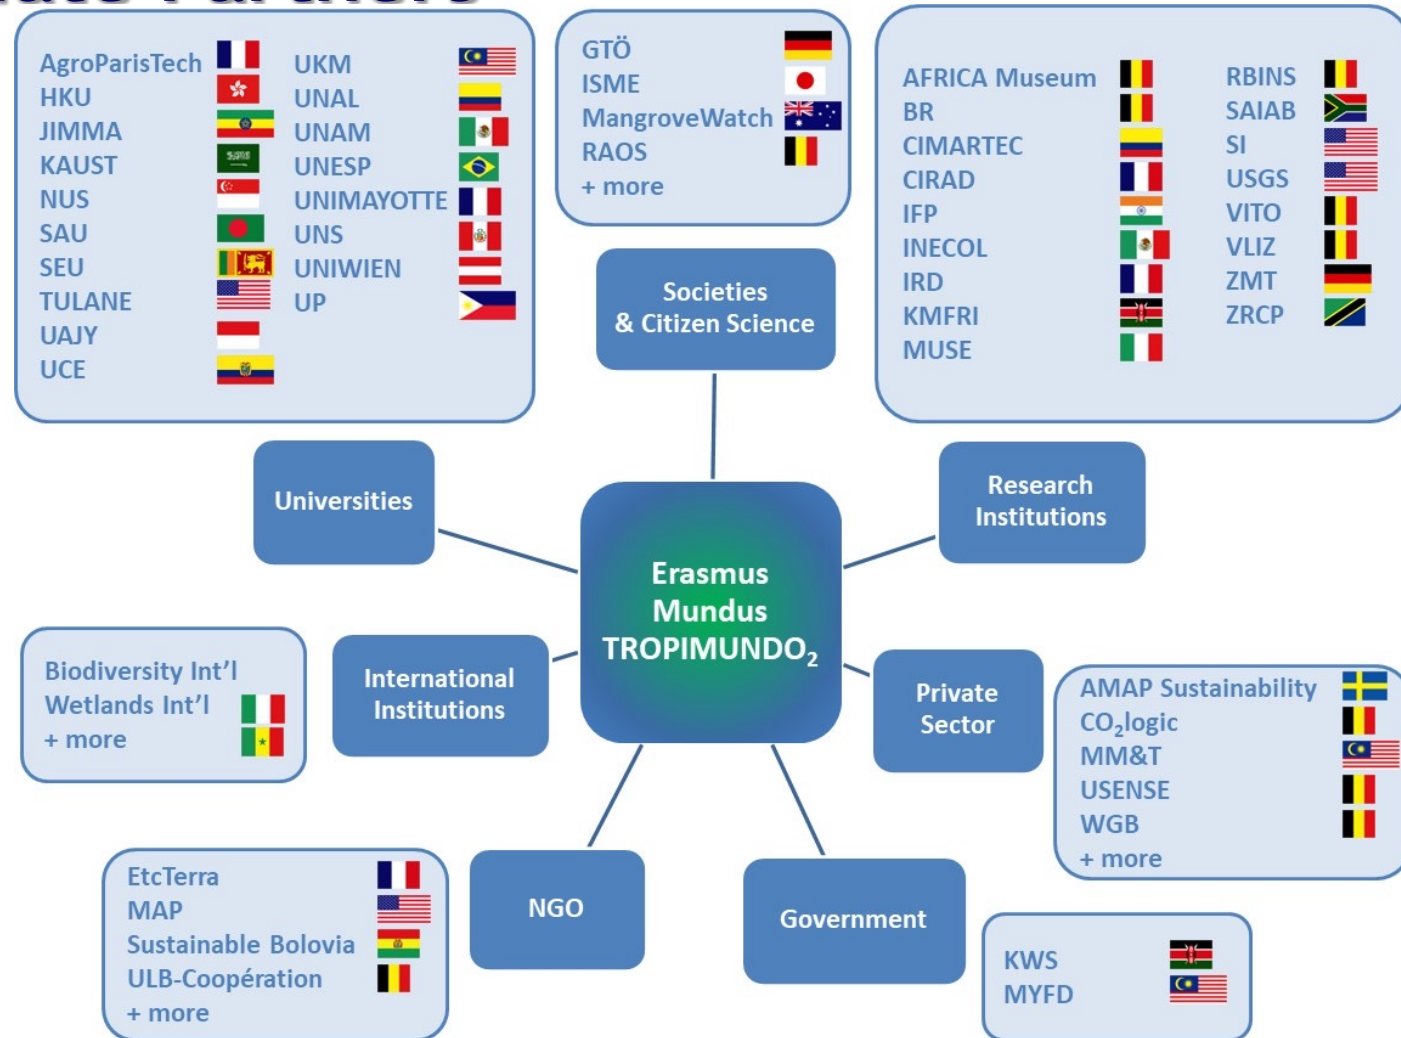 AgroParisTech
HKU
JIMMA
KAUST
NUS
SAU
SEU
TULANE
UAJY
UCE
UKM
UNAL
UNAM
UNESP
UNIMAYOTTE
UNS
UNIWIEN
UP
GTÖ
ISME
MangroveWatch
RAOS
+ more
AFRICA Museum
BR
CIMARTEC
CIRAD
IFP
INECOL
IRD
KMFRI
MUSE
RBINS
SAIAB
SI
USGS
VITO
VLIZ
ZMT
ZRCP
Societies
& Citizen Science
Universities
Research
Institutions
Erasmus
Mundus
TROPIMUNDO₂
Biodiversity Int’l
Wetlands Int’l
+ more
International
Institutions
Private
Sector
AMAP Sustainability
CO₂logic
MM&T
USENSE
WGB
+ more
EtcTerra
MAP
Sustainable Bolovia
ULB-Coopération
+ more
NGO
Government
KWS
MYFD